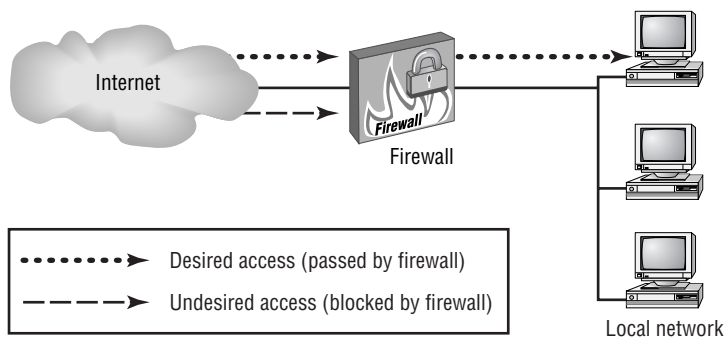 Internet
Firewall
Firewall
Desired access (passed by firewall)
Undesired access (blocked by firewall)
Local network